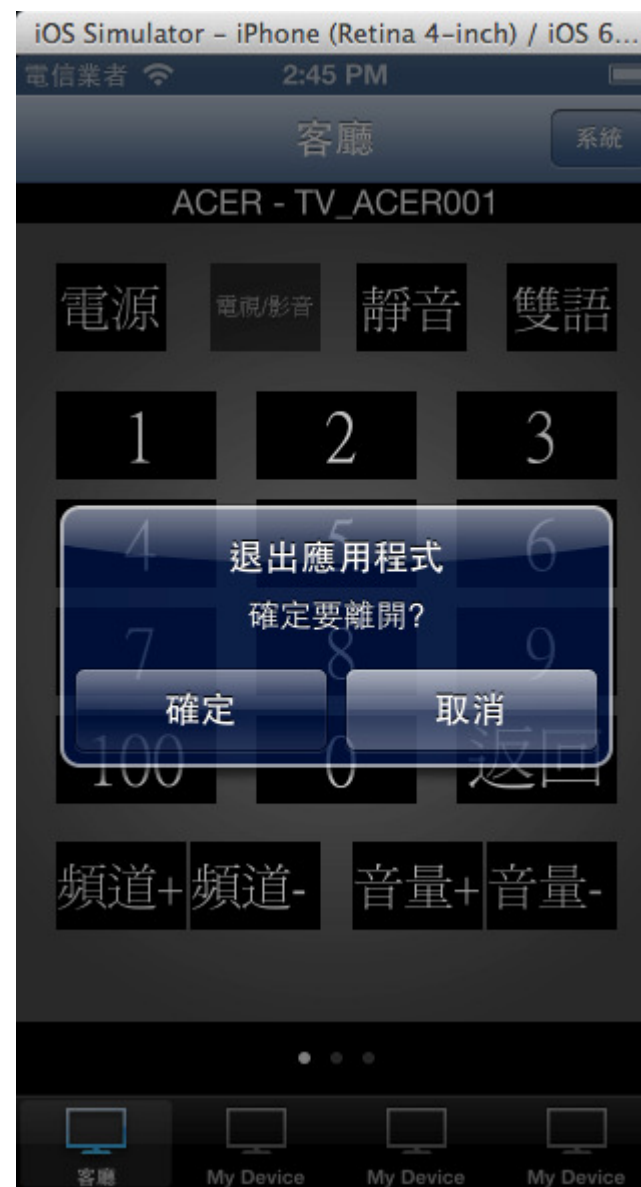 iOS Simulator – iPhone (Retina 4-inch) / iOS 6...
電信業者 2:45 PM
客廳 系統
ACER - TV_ACER001
電源 電視/影音 靜音 雙語
1 2 3
4 5 6
退出應用程式
確定要離開?
7 8 9
確定 取消
100 0 返回
頻道+ 頻道- 音量+ 音量-
客廳 My Device My Device My Device